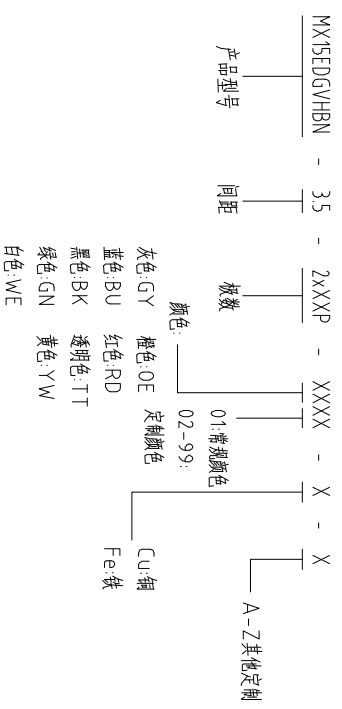 MX15EDGVHBN - 3.5 - 2xXXP - XXXX - X - X
产品型号
间距
极数
颜色:
灰色:GY 橙色:OE
蓝色:BU 红色:RD
黑色:BK 透明色:TT
绿色:GN 黄色:YW
白色:WE
01:常规颜色
02-99:
定制颜色
Cu:铜
Fe:铁
A-Z其他定制